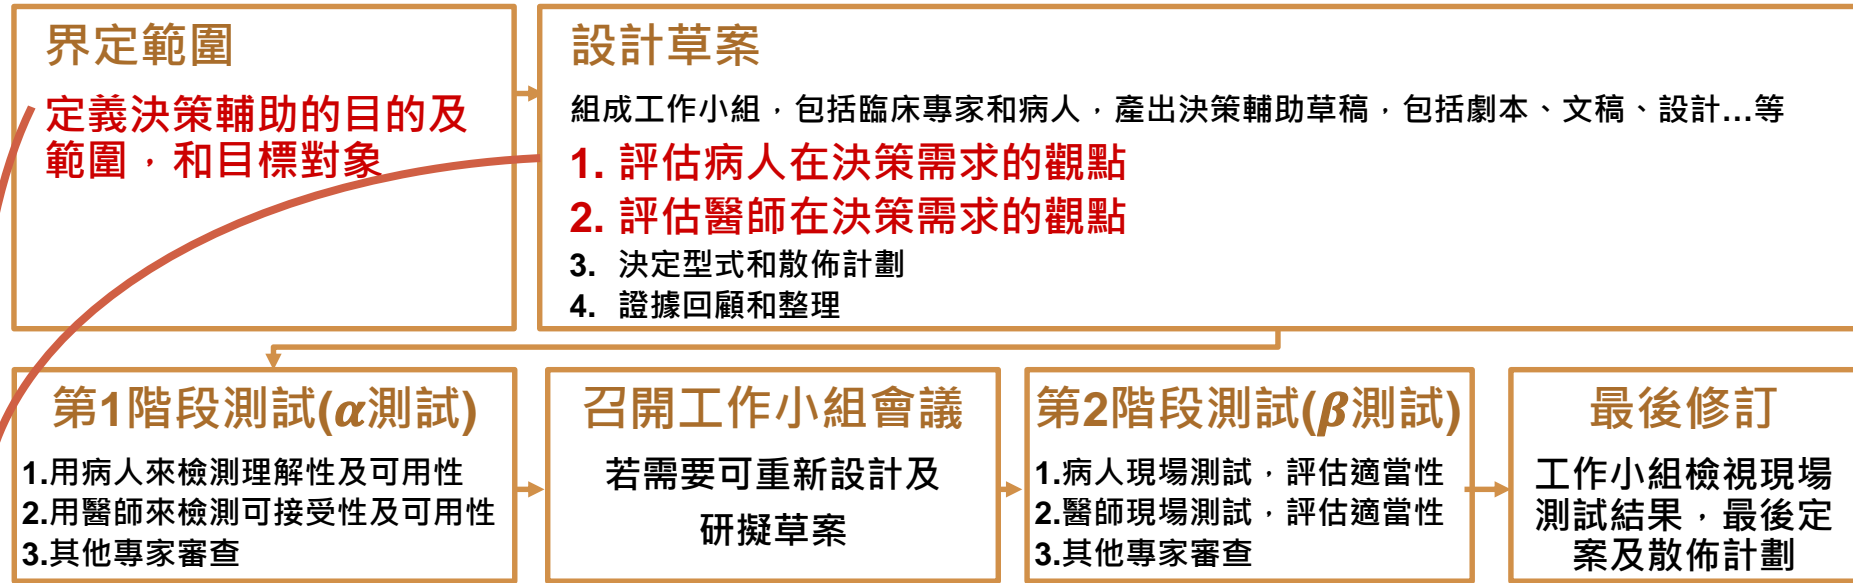 界定範圍
定義決策輔助的目的及
範圍，和目標對象
設計草案
組成工作小組，包括臨床專家和病人，產出決策輔助草稿，包括劇本、文稿、設計...等
1. 評估病人在決策需求的觀點
2. 評估醫師在決策需求的觀點
3. 決定型式和散佈計劃
4. 證據回顧和整理
第1階段測試(α測試)
1.用病人來檢測理解性及可用性
2.用醫師來檢測可接受性及可用性
3.其他專家審查
召開工作小組會議
若需要可重新設計及
研擬草案
第2階段測試(β測試)
1.病人現場測試，評估適當性
2.醫師現場測試，評估適當性
3.其他專家審查
最後修訂
工作小組檢視現場
測試結果，最後定
案及散佈計劃